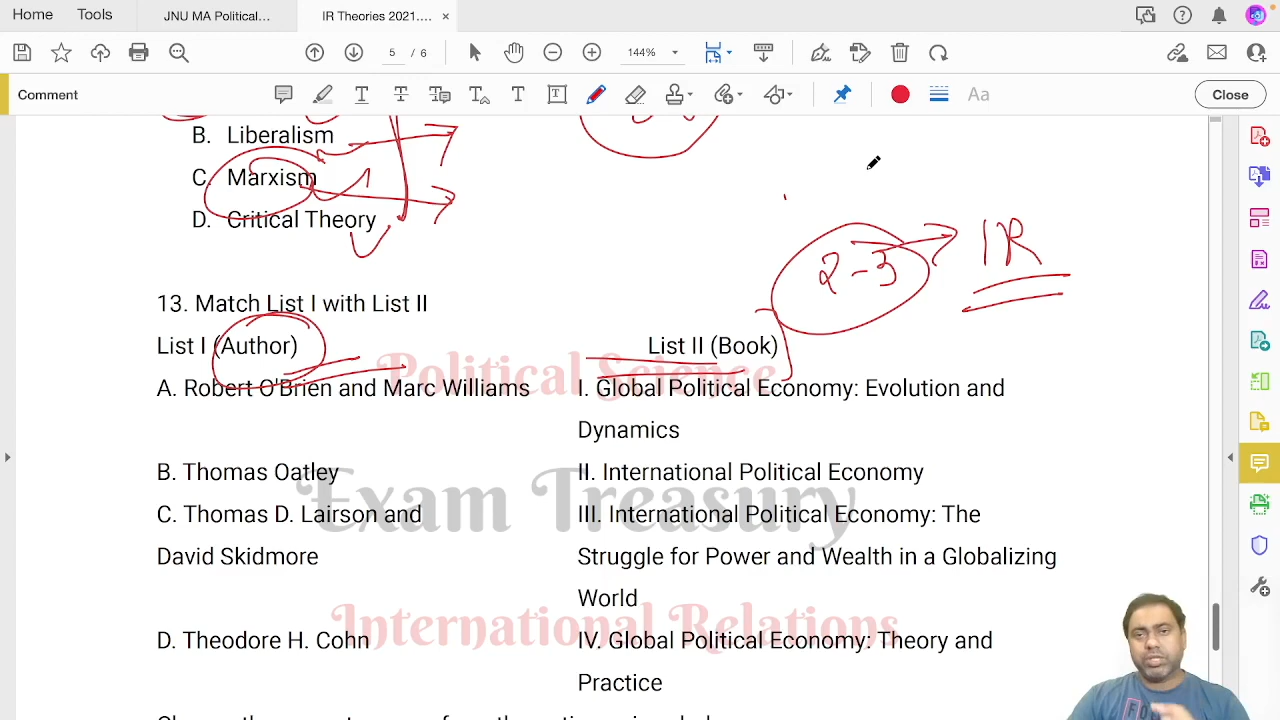 Home Tools JNU MA Political... IR Theories 2021.... ×
5 / 6 144%
Comment Aa Close
B. Liberalism
C. Marxism
D. Critical Theory
2-3 IR
13. Match List I with List II
List I (Author) List II (Book)
Political Science
A. Robert O'Brien and Marc Williams I. Global Political Economy: Evolution and
Dynamics
B. Thomas Oatley II. International Political Economy
Exam Treasury
C. Thomas D. Lairson and III. International Political Economy: The
David Skidmore Struggle for Power and Wealth in a Globalizing
World
International Relations
D. Theodore H. Cohn IV. Global Political Economy: Theory and
Practice